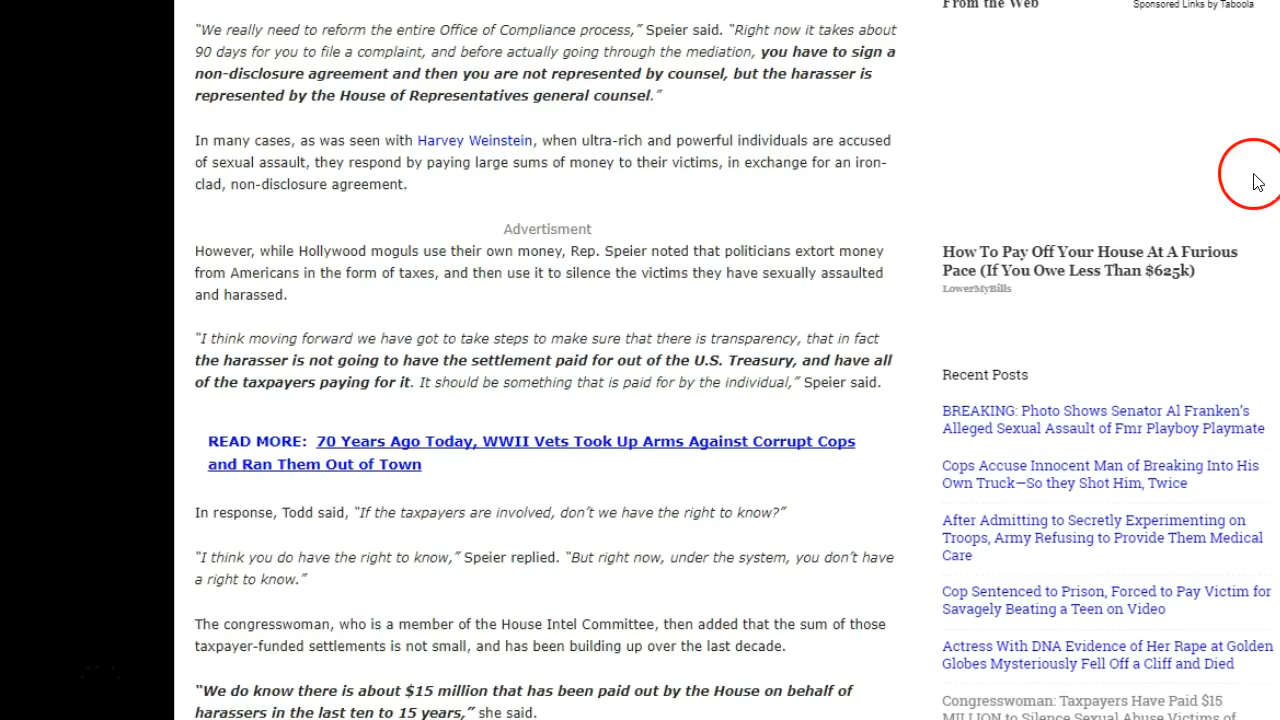 From the Web
Sponsored Links by Taboola
“We really need to reform the entire Office of Compliance process,” Speier said. “Right now it takes about
90 days for you to file a complaint, and before actually going through the mediation, you have to sign a
non-disclosure agreement and then you are not represented by counsel, but the harasser is
represented by the House of Representatives general counsel.”
In many cases, as was seen with Harvey Weinstein, when ultra-rich and powerful individuals are accused
of sexual assault, they respond by paying large sums of money to their victims, in exchange for an iron-
clad, non-disclosure agreement.
Advertisment
However, while Hollywood moguls use their own money, Rep. Speier noted that politicians extort money
from Americans in the form of taxes, and then use it to silence the victims they have sexually assaulted
and harassed.
“I think moving forward we have got to take steps to make sure that there is transparency, that in fact
the harasser is not going to have the settlement paid for out of the U.S. Treasury, and have all
of the taxpayers paying for it. It should be something that is paid for by the individual,” Speier said.
READ MORE: 70 Years Ago Today, WWII Vets Took Up Arms Against Corrupt Cops
and Ran Them Out of Town
In response, Todd said, “If the taxpayers are involved, don’t we have the right to know?”
“I think you do have the right to know,” Speier replied. “But right now, under the system, you don’t have
a right to know.”
The congresswoman, who is a member of the House Intel Committee, then added that the sum of those
taxpayer-funded settlements is not small, and has been building up over the last decade.
“We do know there is about $15 million that has been paid out by the House on behalf of
harassers in the last ten to 15 years,” she said.
How To Pay Off Your House At A Furious
Pace (If You Owe Less Than $625k)
LowerMyBills
Recent Posts
BREAKING: Photo Shows Senator Al Franken’s
Alleged Sexual Assault of Fmr Playboy Playmate
Cops Accuse Innocent Man of Breaking Into His
Own Truck—So they Shot Him, Twice
After Admitting to Secretly Experimenting on
Troops, Army Refusing to Provide Them Medical
Care
Cop Sentenced to Prison, Forced to Pay Victim for
Savagely Beating a Teen on Video
Actress With DNA Evidence of Her Rape at Golden
Globes Mysteriously Fell Off a Cliff and Died
Congresswoman: Taxpayers Have Paid $15
MILLION to Silence Sexual Abuse Victims of